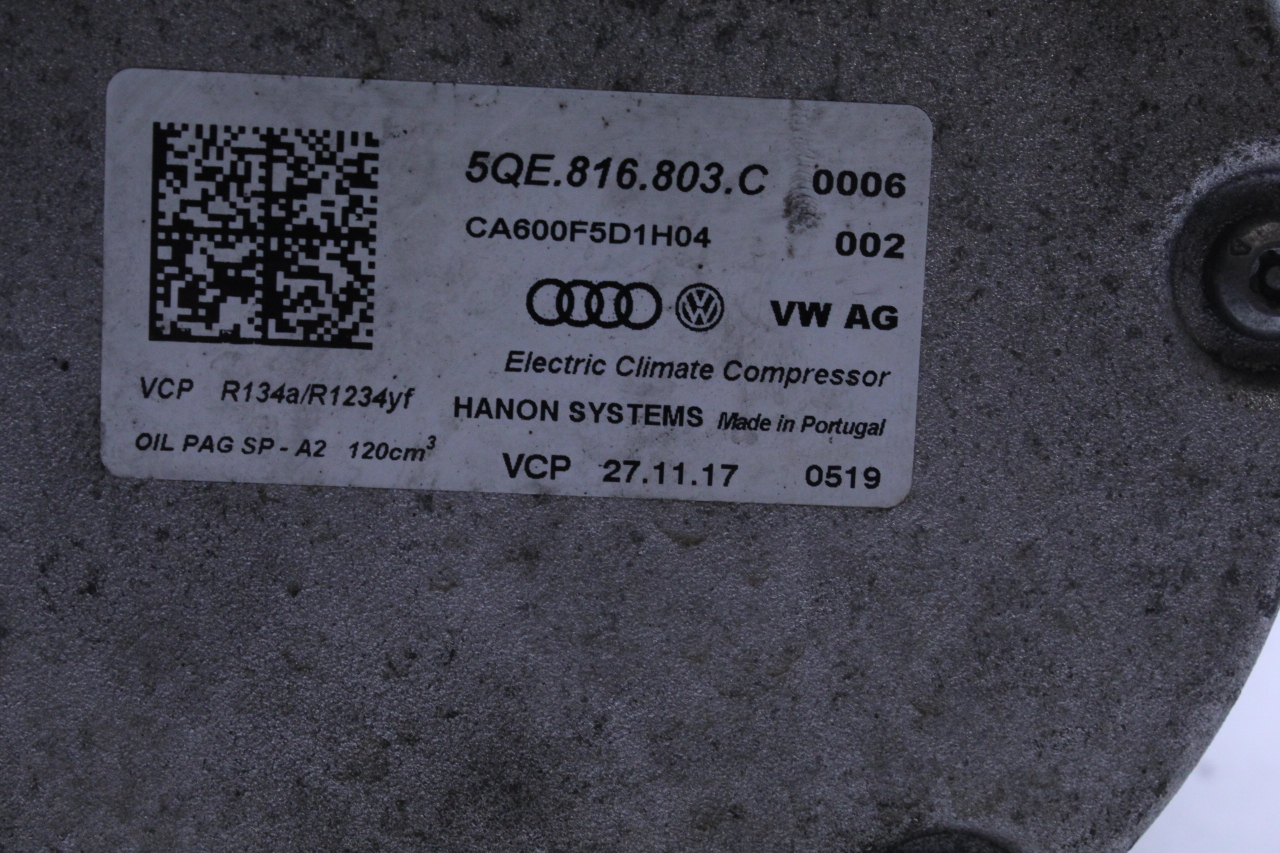 5QE.816.803.C 0006
CA600F5D1H04 002
VW AG
Electric Climate Compressor
VCP R134a/R1234yf
HANON SYSTEMS Made in Portugal
OIL PAG SP - A2 120cm³
VCP 27.11.17 0519